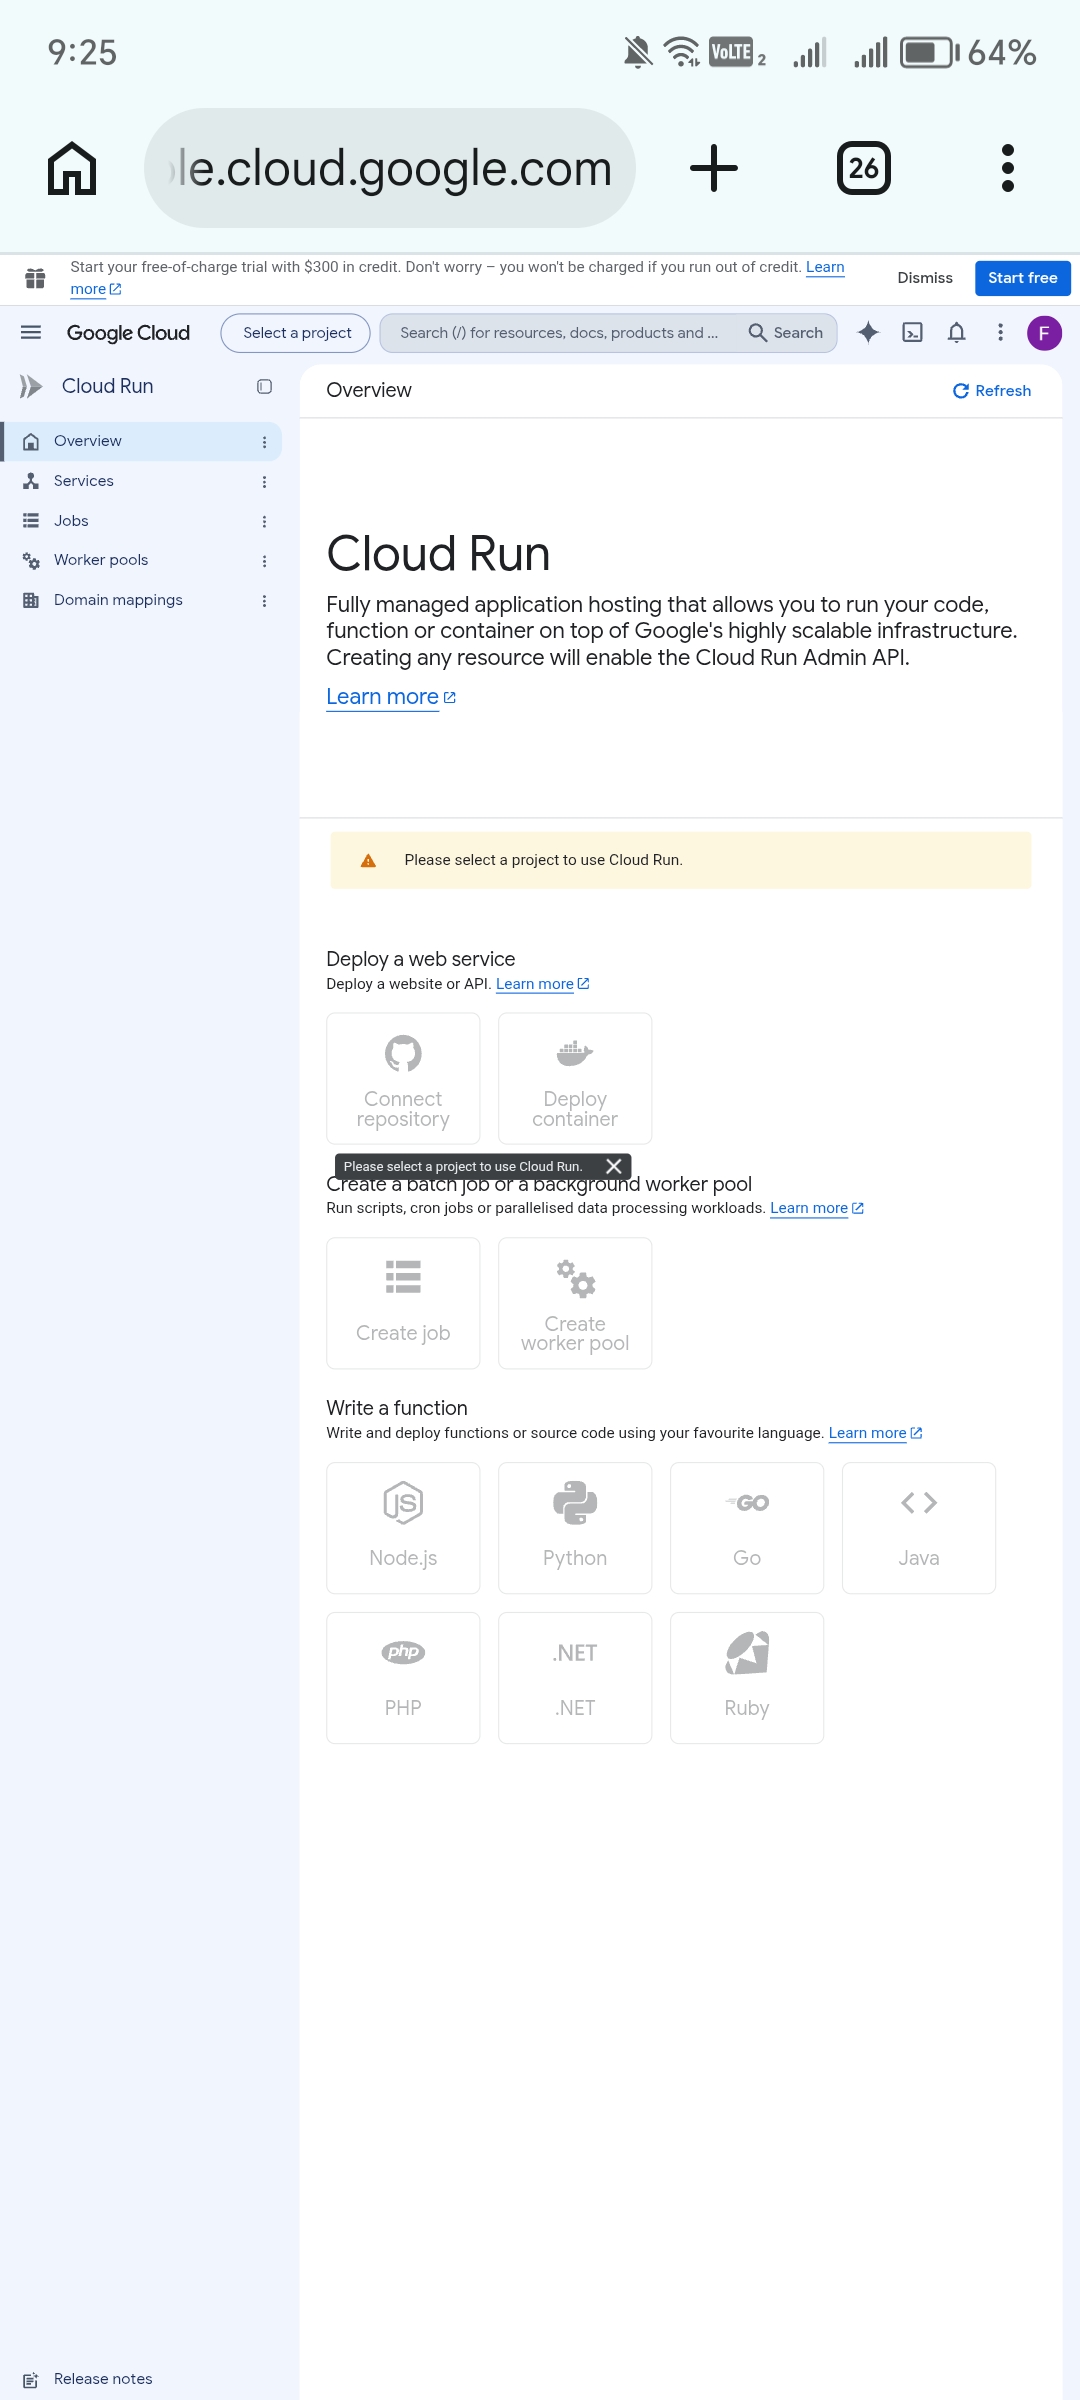 9:25
VoLTE 2
64%
le.cloud.google.com
26
Start your free-of-charge trial with $300 in credit. Don't worry – you won't be charged if you run out of credit. Learn
more
Dismiss
Start free
Google Cloud
Select a project
Search (/) for resources, docs, products and ...
Search
F
Cloud Run
Overview
Refresh
Overview
Services
Jobs
Worker pools
Domain mappings
Cloud Run
Fully managed application hosting that allows you to run your code,
function or container on top of Google's highly scalable infrastructure.
Creating any resource will enable the Cloud Run Admin API.
Learn more
Please select a project to use Cloud Run.
Deploy a web service
Deploy a website or API. Learn more
Connect
repository
Deploy
container
Please select a project to use Cloud Run.
Create a batch job or a background worker pool
Run scripts, cron jobs or parallelised data processing workloads. Learn more
Create job
Create
worker pool
Write a function
Write and deploy functions or source code using your favourite language. Learn more
JS
Node.js
Python
GO
Go
Java
php
PHP
.NET
.NET
Ruby
Release notes